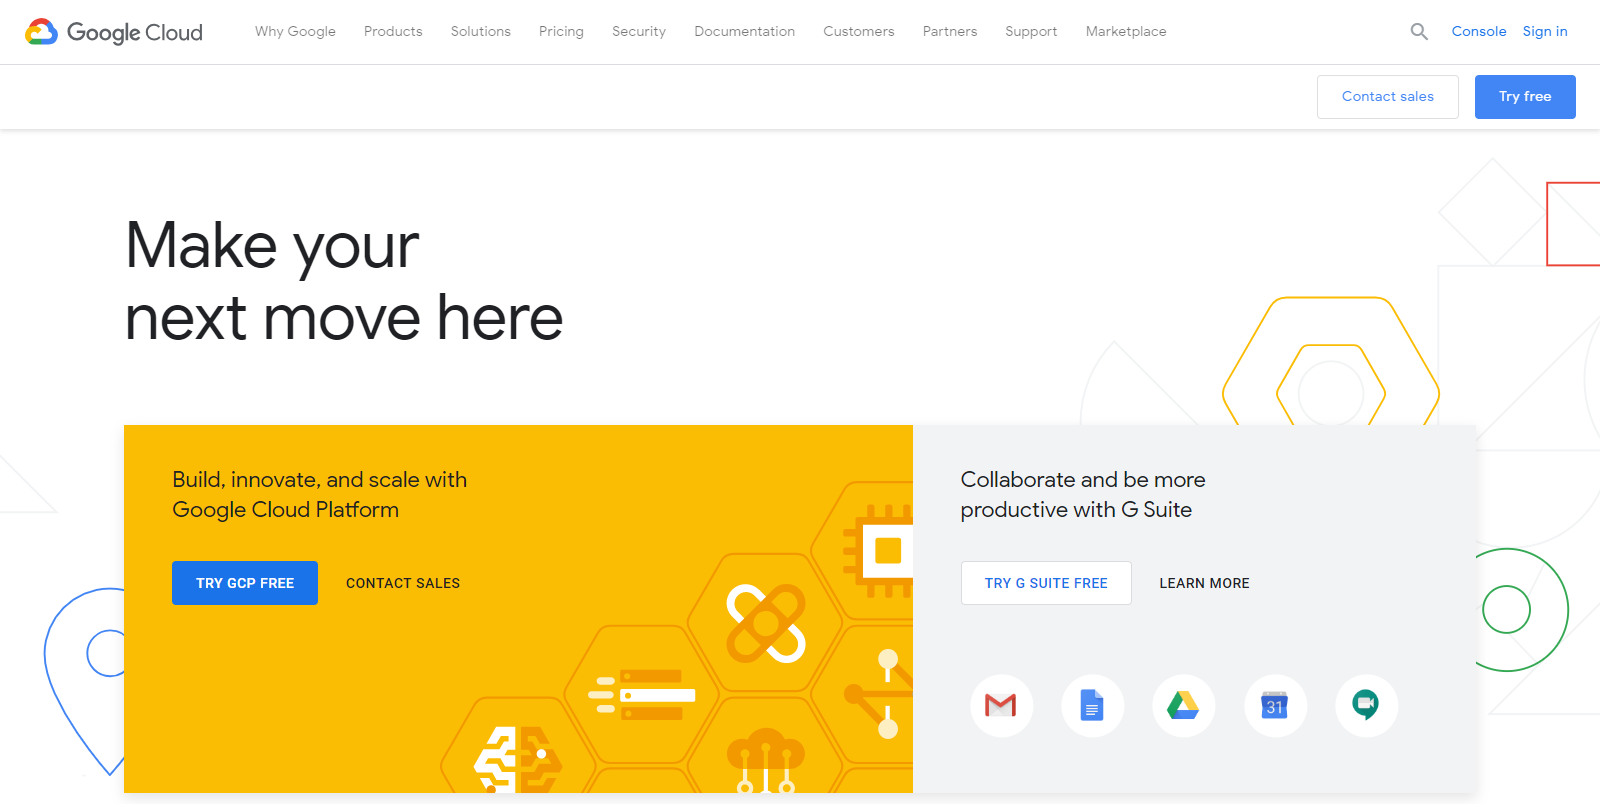 Google Cloud
Why Google
Products
Solutions
Pricing
Security
Documentation
Customers
Partners
Support
Marketplace
Console
Sign in
Contact sales
Try free
Make your
next move here
Build, innovate, and scale with
Google Cloud Platform
TRY GCP FREE
CONTACT SALES
Collaborate and be more
productive with G Suite
TRY G SUITE FREE
LEARN MORE
31